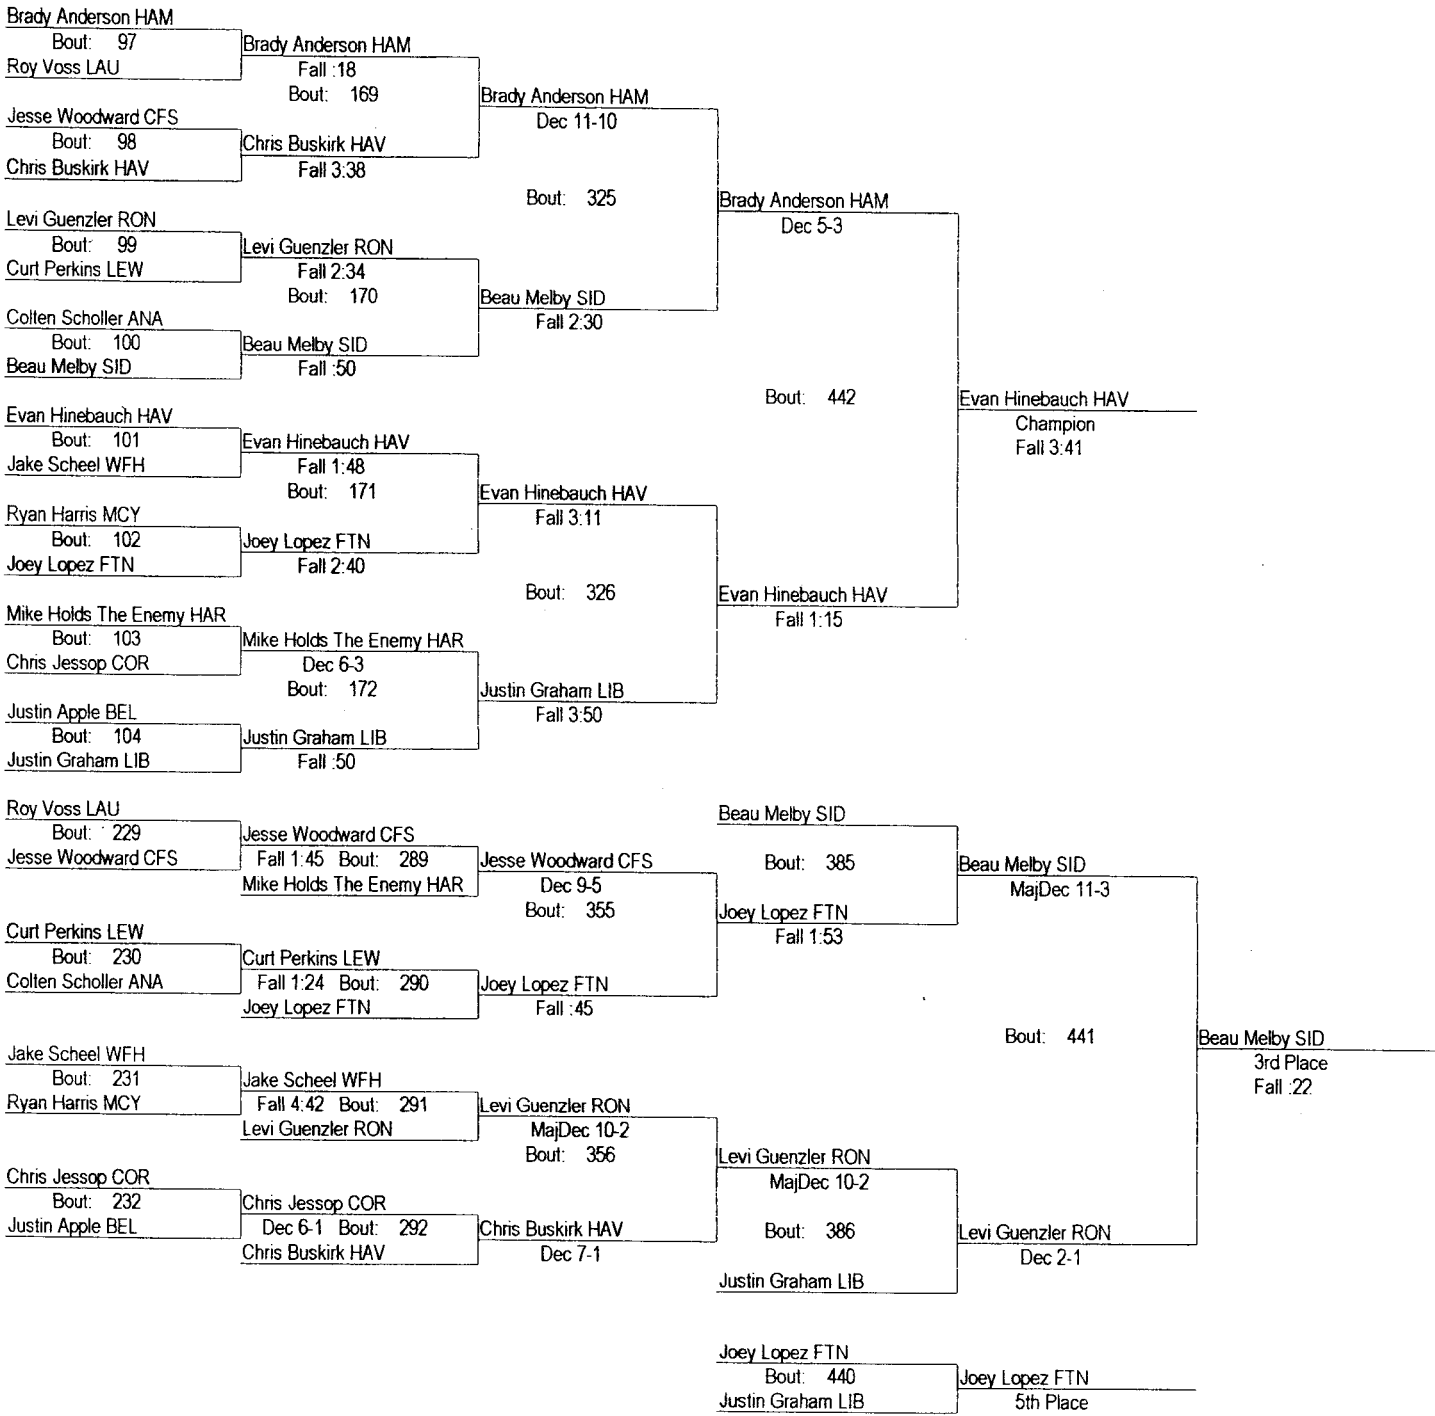 Brady Anderson HAM
Bout: 97
Roy Voss LAU
Brady Anderson HAM
Fall :18
Bout: 169
Jesse Woodward CFS
Bout: 98
Chris Buskirk HAV
Chris Buskirk HAV
Fall 3:38
Brady Anderson HAM
Dec 11-10
Bout: 325
Levi Guenzler RON
Bout: 99
Curt Perkins LEW
Levi Guenzler RON
Fall 2:34
Bout: 170
Colten Scholler ANA
Bout: 100
Beau Melby SID
Beau Melby SID
Fall :50
Beau Melby SID
Fall 2:30
Brady Anderson HAM
Dec 5-3
Bout: 442
Evan Hinebauch HAV
Champion
Fall 3:41
Evan Hinebauch HAV
Bout: 101
Jake Scheel WFH
Evan Hinebauch HAV
Fall 1:48
Bout: 171
Ryan Harris MCY
Bout: 102
Joey Lopez FTN
Joey Lopez FTN
Fall 2:40
Evan Hinebauch HAV
Fall 3:11
Bout: 326
Evan Hinebauch HAV
Fall 1:15
Mike Holds The Enemy HAR
Bout: 103
Chris Jessop COR
Mike Holds The Enemy HAR
Dec 6-3
Bout: 172
Justin Apple BEL
Bout: 104
Justin Graham LIB
Justin Graham LIB
Fall :50
Justin Graham LIB
Fall 3:50
Roy Voss LAU
Bout: 229
Jesse Woodward CFS
Jesse Woodward CFS
Fall 1:45 Bout: 289
Mike Holds The Enemy HAR
Jesse Woodward CFS
Dec 9-5
Bout: 355
Curt Perkins LEW
Bout: 230
Colten Scholler ANA
Curt Perkins LEW
Fall 1:24 Bout: 290
Joey Lopez FTN
Joey Lopez FTN
Fall :45
Beau Melby SID
Bout: 385
Joey Lopez FTN
Fall 1:53
Beau Melby SID
MajDec 11-3
Bout: 441
Beau Melby SID
3rd Place
Fall :22
Jake Scheel WFH
Bout: 231
Ryan Harris MCY
Jake Scheel WFH
Fall 4:42 Bout: 291
Levi Guenzler RON
Levi Guenzler RON
MajDec 10-2
Bout: 356
Chris Jessop COR
Bout: 232
Justin Apple BEL
Chris Jessop COR
Dec 6-1 Bout: 292
Chris Buskirk HAV
Chris Buskirk HAV
Dec 7-1
Levi Guenzler RON
MajDec 10-2
Bout: 386
Justin Graham LIB
Levi Guenzler RON
Dec 2-1
Joey Lopez FTN
Bout: 440
Justin Graham LIB
Joey Lopez FTN
5th Place